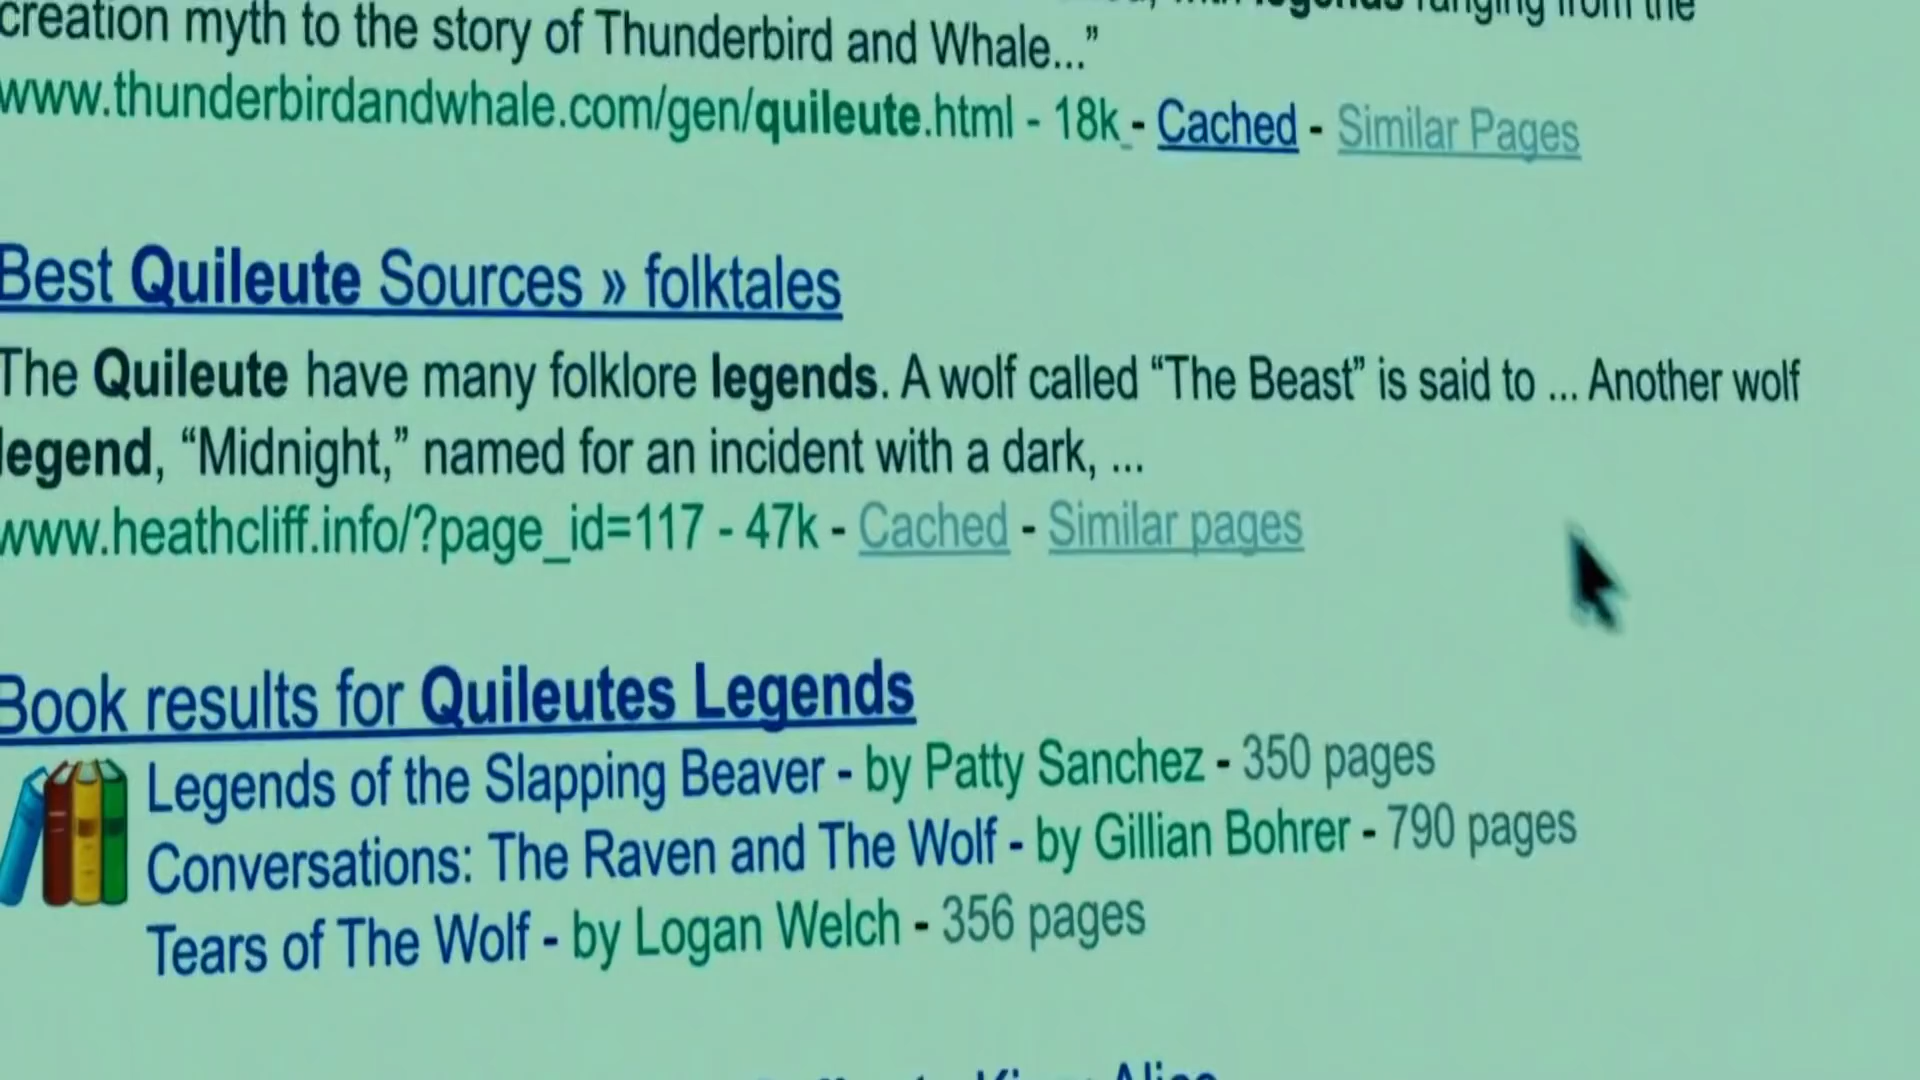 creation myth to the story of Thunderbird and Whale...”
www.thunderbirdandwhale.com/gen/quileute.html - 18k - Cached - Similar Pages
Best Quileute Sources » folktales
The Quileute have many folklore legends. A wolf called “The Beast” is said to ... Another wolf
legend, “Midnight,” named for an incident with a dark, ...
www.heathcliff.info/?page_id=117 - 47k - Cached - Similar pages
Book results for Quileutes Legends
Legends of the Slapping Beaver - by Patty Sanchez - 350 pages
Conversations: The Raven and The Wolf - by Gillian Bohrer - 790 pages
Tears of The Wolf - by Logan Welch - 356 pages